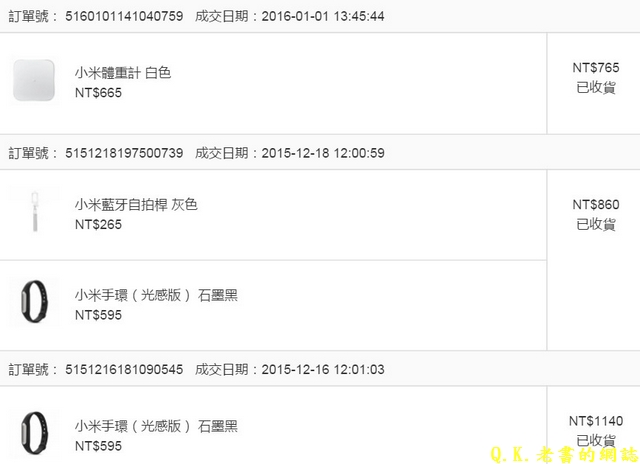 訂單號： 5160101141040759 成交日期：2016-01-01 13:45:44
小米體重計 白色
NT$665
NT$765
已收貨
訂單號： 5151218197500739 成交日期：2015-12-18 12:00:59
小米藍牙自拍桿 灰色
NT$265
NT$860
已收貨
小米手環（光感版） 石墨黑
NT$595
訂單號： 5151216181090545 成交日期：2015-12-16 12:01:03
小米手環（光感版） 石墨黑
NT$595
NT$1140
已收貨
Q.K.老書的網誌